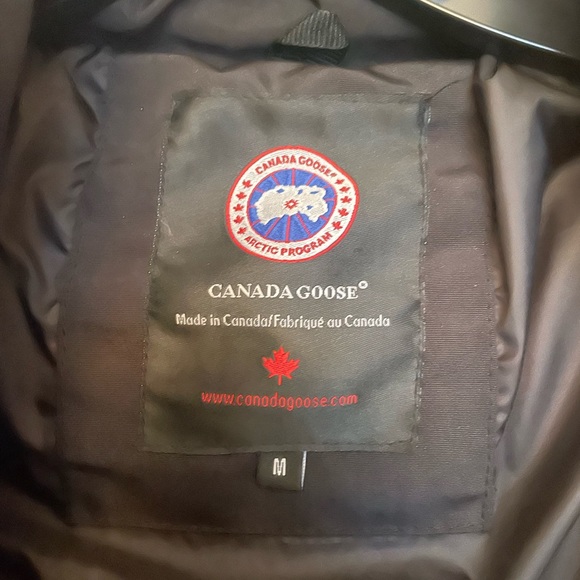 CANADA GOOSE®
ARCTIC PROGRAM
CANADA GOOSE®
Made in Canada/Fabriqué au Canada
www.canadagoose.com
M